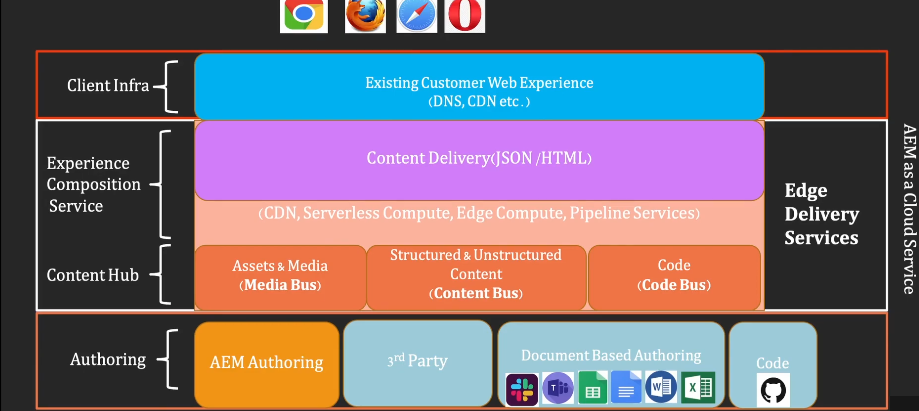 Client Infra
Existing Customer Web Experience
(DNS, CDN etc.)
Experience
Composition
Service
Content Delivery(JSON /HTML)
(CDN, Serverless Compute, Edge Compute, Pipeline Services)
Edge
Delivery
Services
AEM as a Cloud Service
Content Hub
Assets & Media
(Media Bus)
Structured & Unstructured
Content
(Content Bus)
Code
(Code Bus)
Authoring
AEM Authoring
3rd Party
Document Based Authoring
Code